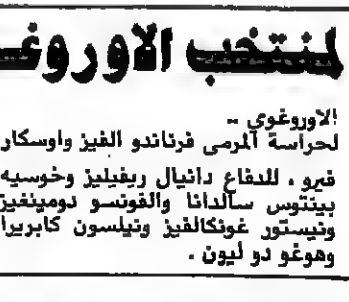 لمنتخب الاوروغـ
الاوروغوي ..
لحراسة المرمى فرناندو الفيز واوسكار
فيرو . للدفاع دانيال ريفيليز وخوسيه
بينتوس سالدانا والفونسو دومينغيز
ونيستور غونكالفيز ونيلسون كابريرا
وهوغو دو ليون .